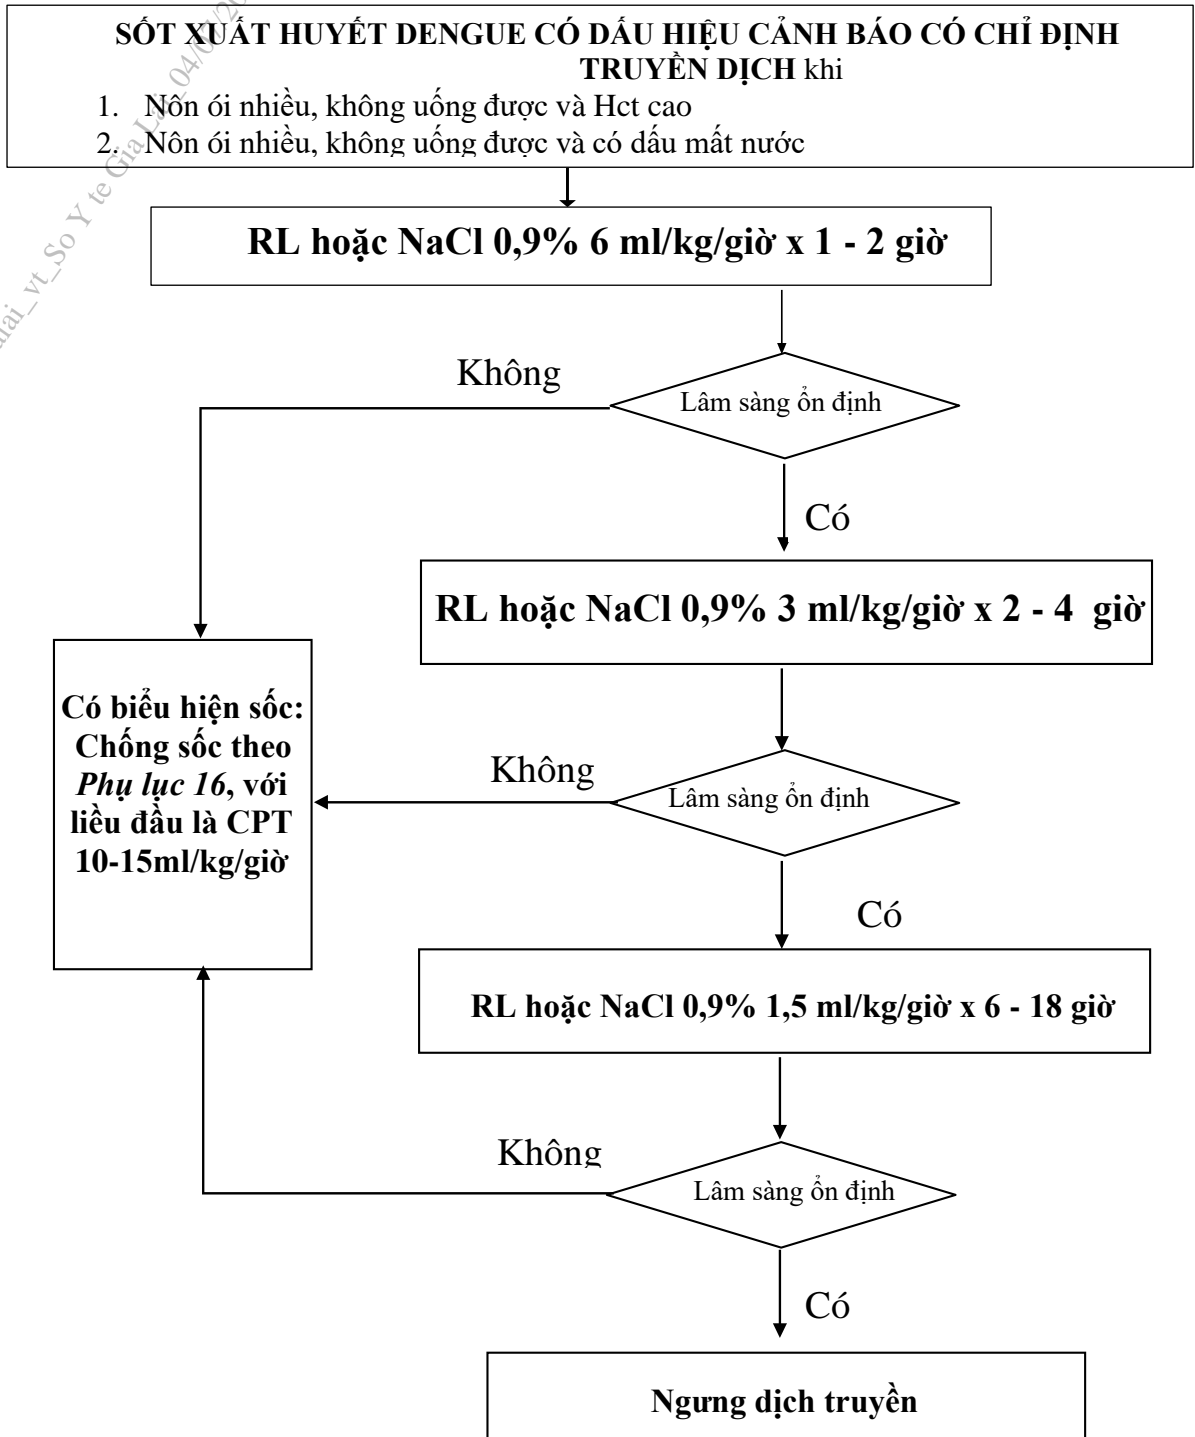 SỐT XUẤT HUYẾT DENGUE CÓ DẤU HIỆU CẢNH BÁO CÓ CHỈ ĐỊNH
TRUYỀN DỊCH khi
1. Nôn ói nhiều, không uống được và Hct cao
2. Nôn ói nhiều, không uống được và có dấu mất nước
RL hoặc NaCl 0,9% 6 ml/kg/giờ x 1 - 2 giờ
Không
Lâm sàng ổn định
Có
RL hoặc NaCl 0,9% 3 ml/kg/giờ x 2 - 4 giờ
Có biểu hiện sốc:
Chống sốc theo
Phụ lục 16, với
liều đầu là CPT
10-15ml/kg/giờ
Không
Lâm sàng ổn định
Có
RL hoặc NaCl 0,9% 1,5 ml/kg/giờ x 6 - 18 giờ
Không
Lâm sàng ổn định
Có
Ngưng dịch truyền
lai_vt_So Y te Gia Lai_04/07/20